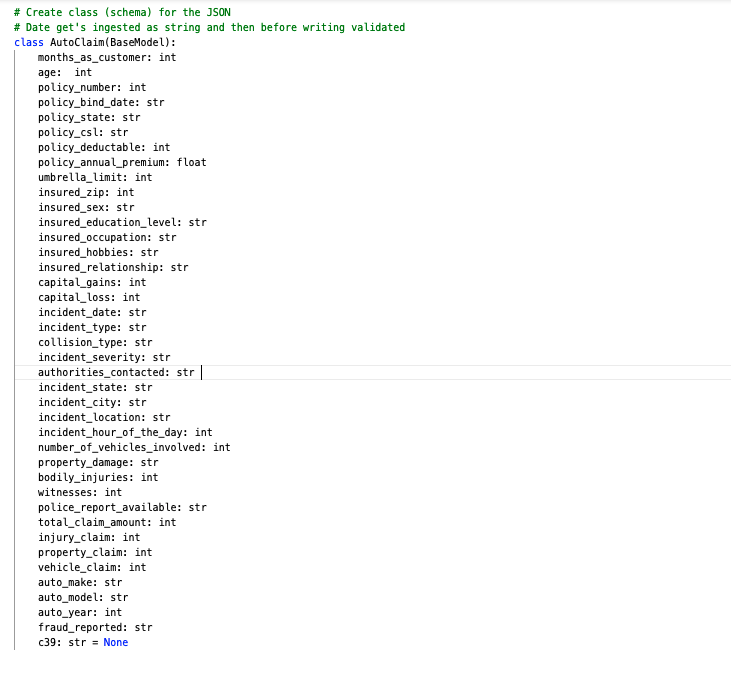 # Create class (schema) for the JSON
# Date get's ingested as string and then before writing validated
class AutoClaim(BaseModel):
    months_as_customer: int
    age:  int
    policy_number: int
    policy_bind_date: str
    policy_state: str
    policy_csl: str
    policy_deductable: int
    policy_annual_premium: float
    umbrella_limit: int
    insured_zip: int
    insured_sex: str
    insured_education_level: str
    insured_occupation: str
    insured_hobbies: str
    insured_relationship: str
    capital_gains: int
    capital_loss: int
    incident_date: str
    incident_type: str
    collision_type: str
    incident_severity: str
    authorities_contacted: str
    incident_state: str
    incident_city: str
    incident_location: str
    incident_hour_of_the_day: int
    number_of_vehicles_involved: int
    property_damage: str
    bodily_injuries: int
    witnesses: int
    police_report_available: str
    total_claim_amount: int
    injury_claim: int
    property_claim: int
    vehicle_claim: int
    auto_make: str
    auto_model: str
    auto_year: int
    fraud_reported: str
    c39: str = None